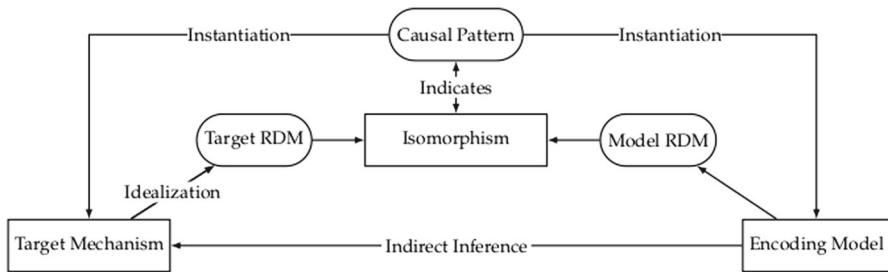 Instantiation
Causal Pattern
Instantiation
Indicates
Target RDM
Isomorphism
Model RDM
Idealization
Target Mechanism
Indirect Inference
Encoding Model